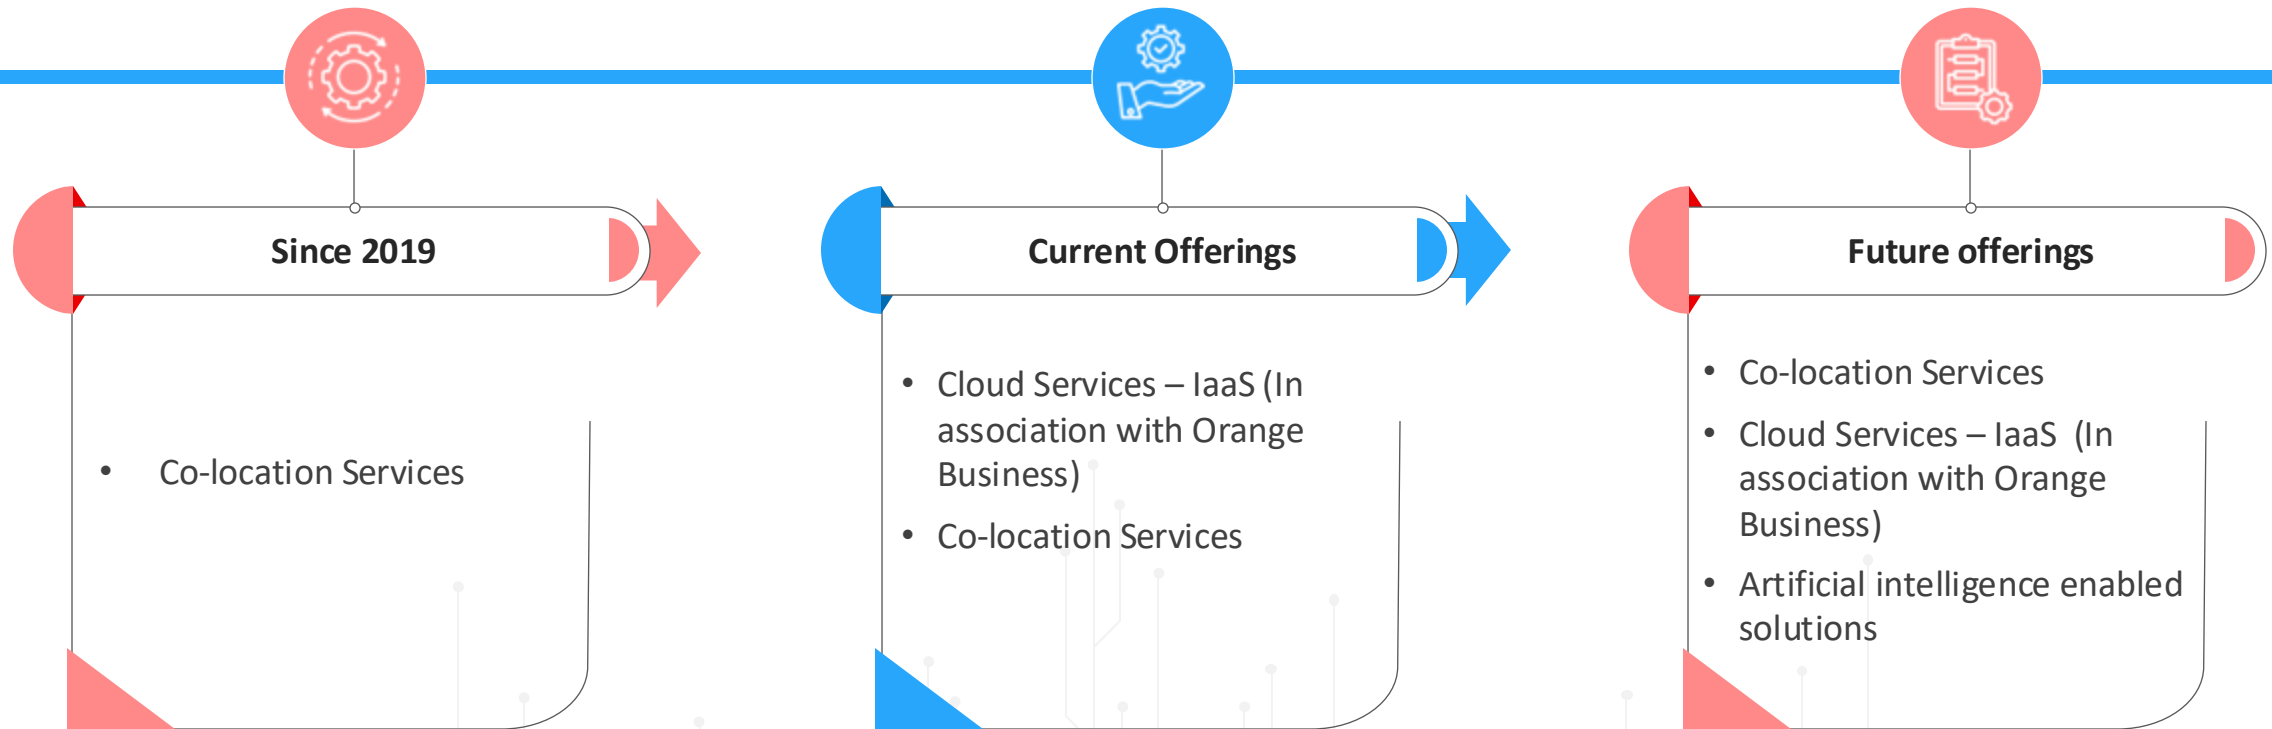 Since 2019
• Co-location Services
Current Offerings
• Cloud Services – IaaS (In
association with Orange
Business)
• Co-location Services
Future offerings
• Co-location Services
• Cloud Services – IaaS  (In
association with Orange
Business)
• Artificial intelligence enabled
solutions